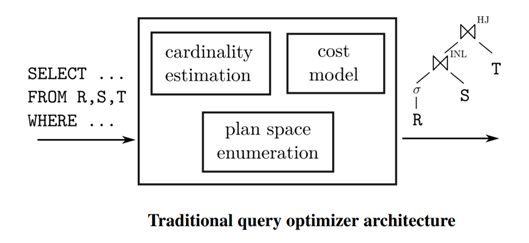 SELECT ...
FROM R,S,T
WHERE ...
cardinality
estimation
cost
model
plan space
enumeration
HJ
INL
T
σ
S
R
Traditional query optimizer architecture